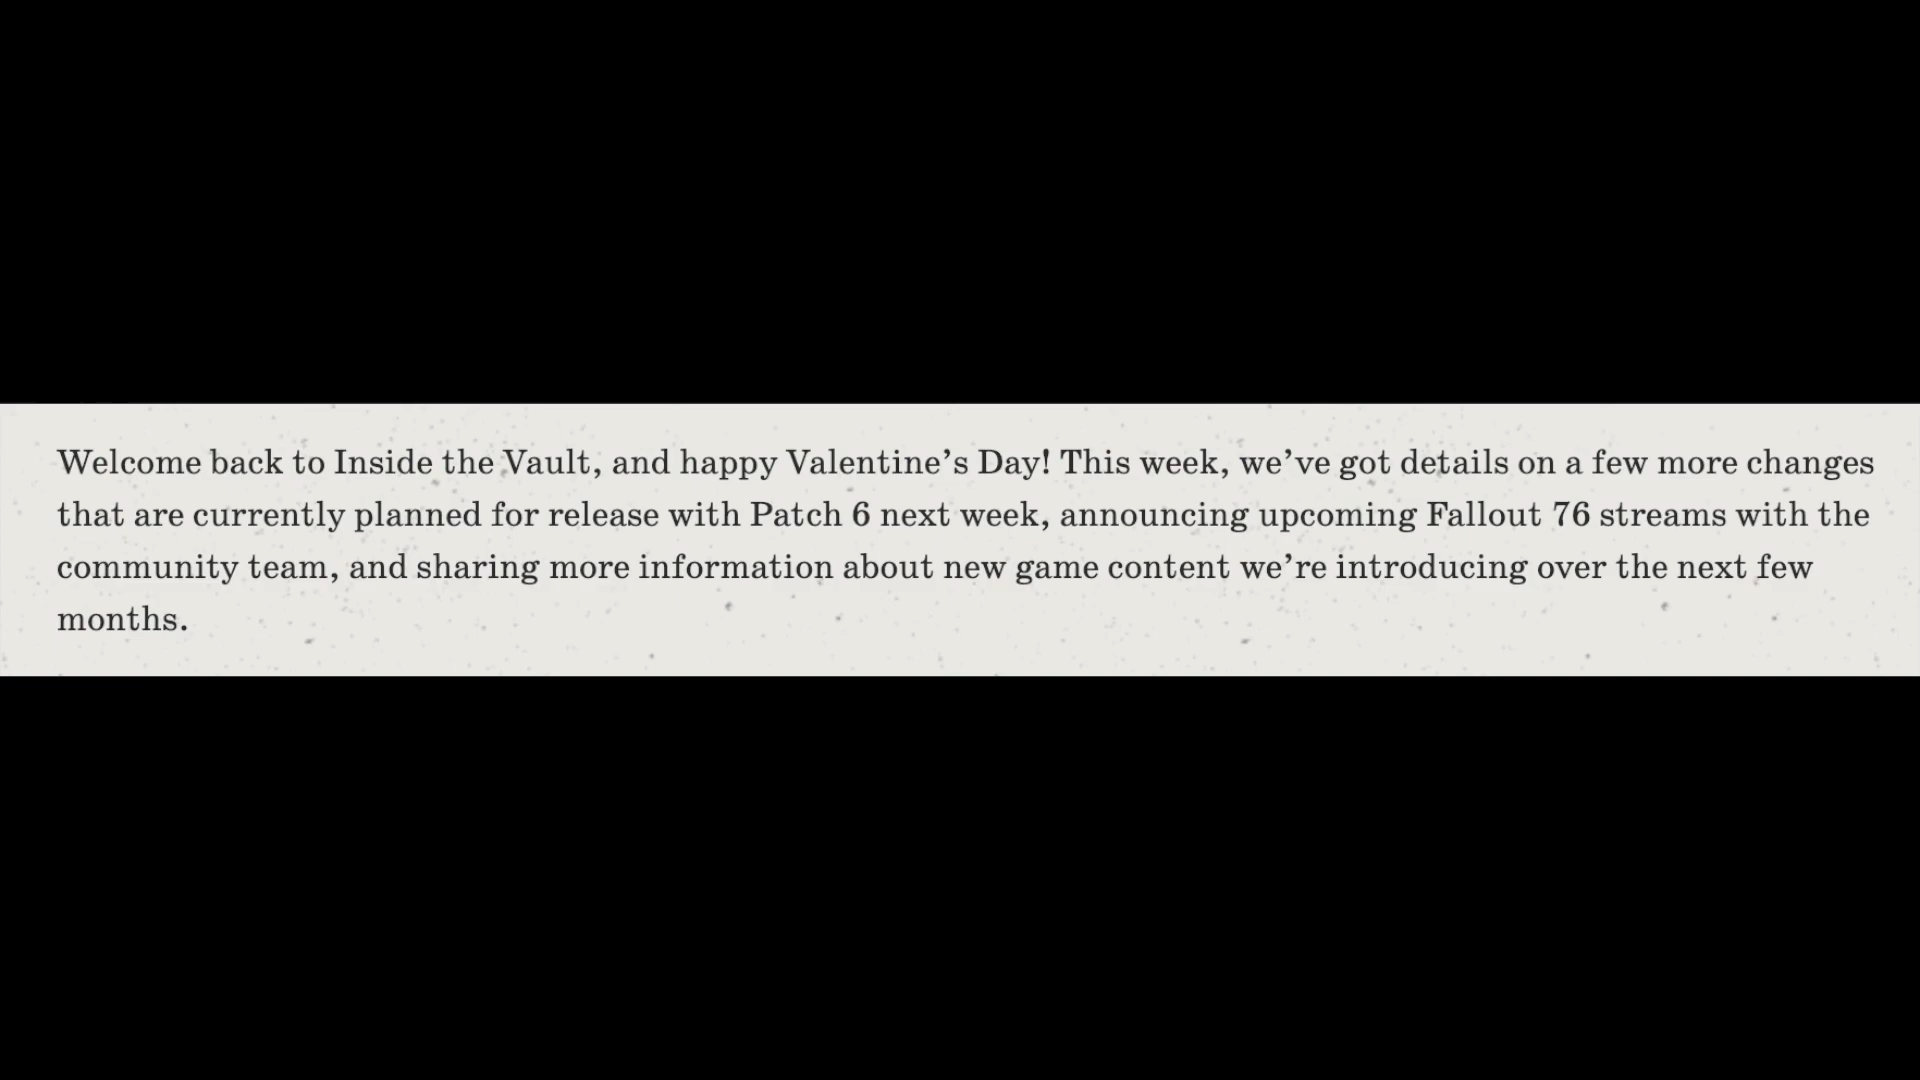 Welcome back to Inside the Vault, and happy Valentine’s Day! This week, we’ve got details on a few more changes
that are currently planned for release with Patch 6 next week, announcing upcoming Fallout 76 streams with the
community team, and sharing more information about new game content we’re introducing over the next few
months.